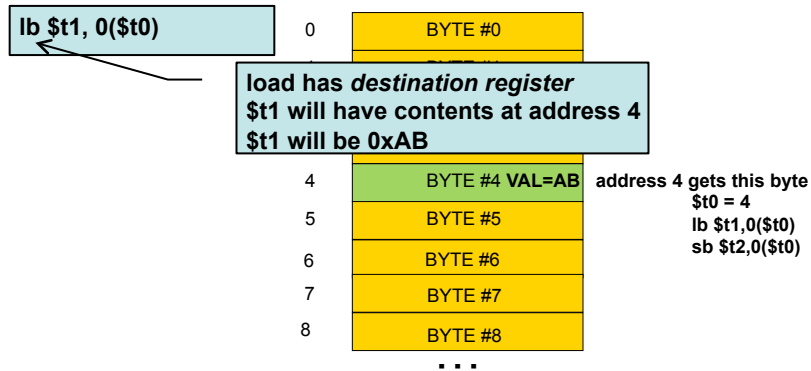 lb $t1, 0($t0)
0 BYTE #0
load has destination register
$t1 will have contents at address 4
$t1 will be 0xAB
4 BYTE #4 VAL=AB address 4 gets this byte
$t0 = 4
5 BYTE #5 lb $t1,0($t0)
sb $t2,0($t0)
6 BYTE #6
7 BYTE #7
8 BYTE #8
...